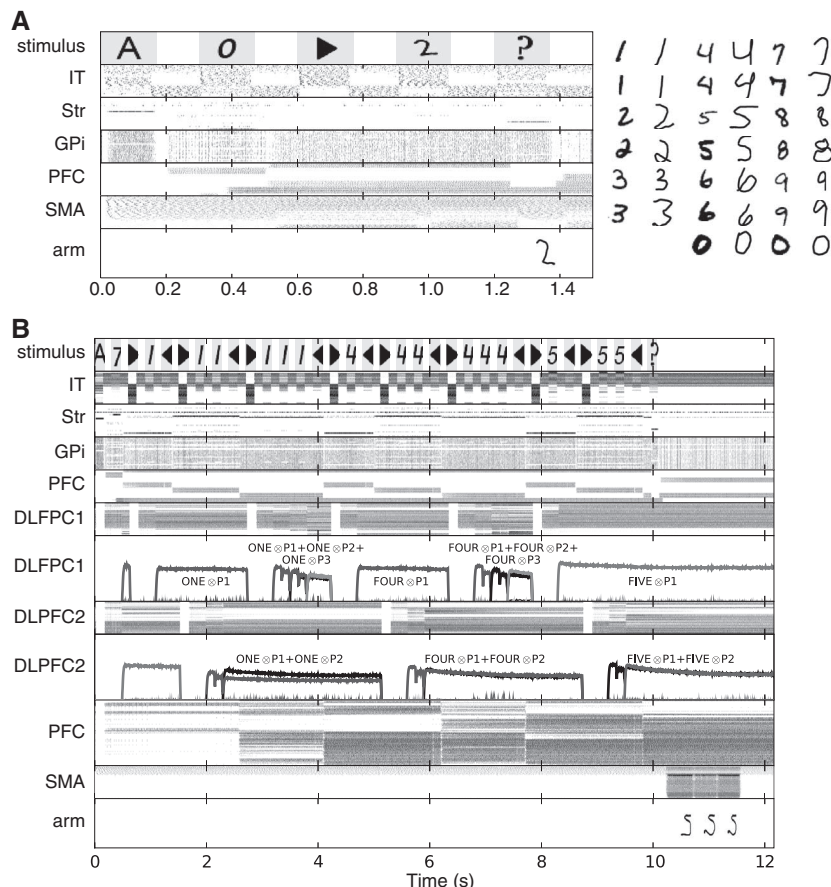 A
stimulus A 0 ▶ 2 ?
IT
Str
GPi
PFC
SMA
arm 2
0.0 0.2 0.4 0.6 0.8 1.0 1.2 1.4
1 1 4 4 7 7
1 1 4 4 7 7
2 2 5 5 8 8
2 2 5 5 8 8
3 3 6 6 9 9
3 3 6 6 9 9
0 0 0 0
B
stimulus A 7 ▶ 1 ◀ ▶ 1 1 ◀ ▶ 1 1 1 ◀ ▶ 4 ◀ ▶ 4 4 ◀ ▶ 4 4 4 ◀ ▶ 5 ◀ ▶ 5 5 ◀ ?
IT
Str
GPi
PFC
DLFPC1
DLFPC1
ONE⊗P1+ONE⊗P2+
ONE⊗P3
FOUR⊗P1+FOUR⊗P2+
FOUR⊗P3
ONE⊗P1 FOUR⊗P1 FIVE⊗P1
DLPFC2
DLPFC2
ONE⊗P1+ONE⊗P2 FOUR⊗P1+FOUR⊗P2 FIVE⊗P1+FIVE⊗P2
PFC
SMA
arm 5 5 5
0 2 4 6 8 10 12
Time (s)